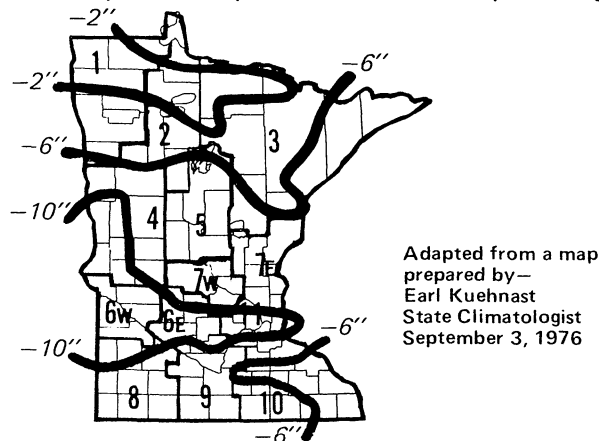 −2″
−2″
1
−6″
2
3
−6″
−10″
4
5
7E
7W
6W
6E
11
−10″
−6″
8
9
10
−6″
Adapted from a map
prepared by—
Earl Kuehnast
State Climatologist
September 3, 1976